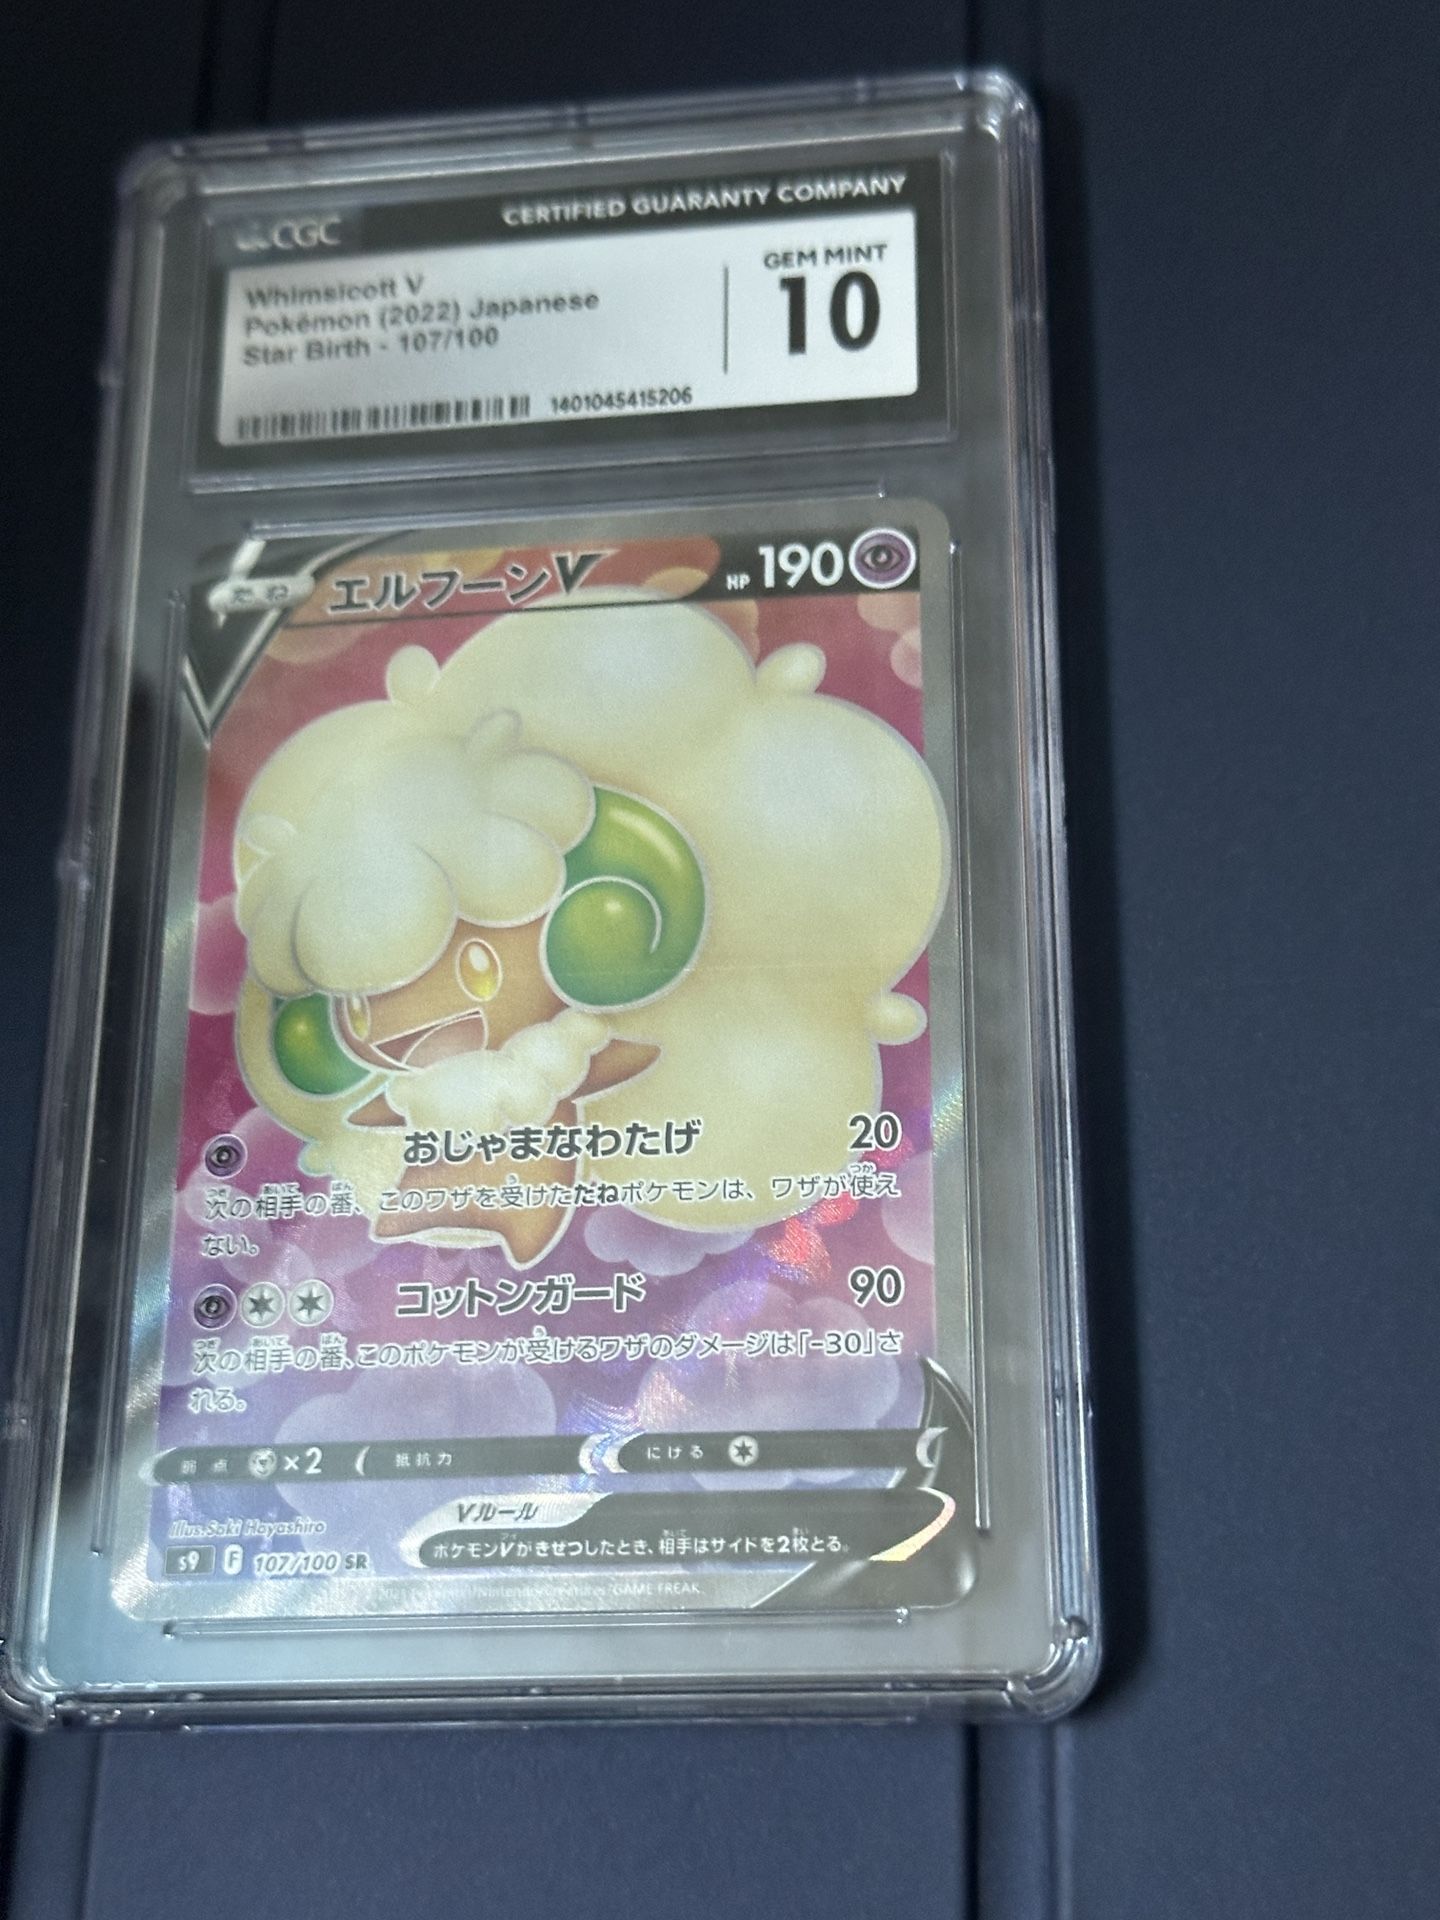 CGC
CERTIFIED GUARANTY COMPANY
Whimsicott V
Pokémon (2022) Japanese
Star Birth - 107/100
GEM MINT
10
1401045415206
たね
エルフーンV
HP 190
おじゃまなわたげ 20
次の相手の番、このワザを受けたたねポケモンは、ワザが使え
ない。
コットンガード 90
次の相手の番、このポケモンが受けるワザのダメージは「-30」さ
れる。
弱点 ×2 抵抗力 にげる
Vルール
ポケモンVがきぜつしたとき、相手はサイドを2枚とる。
Illus. Saki Hayashiro
s9 F 107/100 SR
GAME FREAK